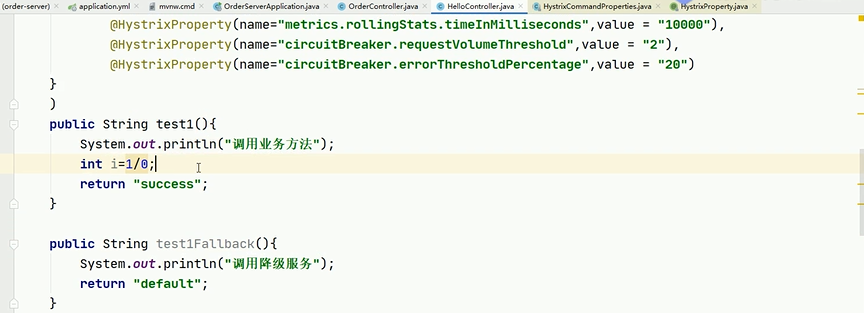 (order-server) application.yml mvnw.cmd OrderServerApplication.java OrderController.java HelloController.java HystrixCommandProperties.java HystrixProperty.java
@HystrixProperty(name="metrics.rollingStats.timeInMilliseconds",value = "10000"),
@HystrixProperty(name="circuitBreaker.requestVolumeThreshold",value = "2"),
@HystrixProperty(name="circuitBreaker.errorThresholdPercentage",value = "20")
}
)
public String test1(){
System.out.println("调用业务方法");
int i=1/0;
return "success";
}
public String test1Fallback(){
System.out.println("调用降级服务");
return "default";
}